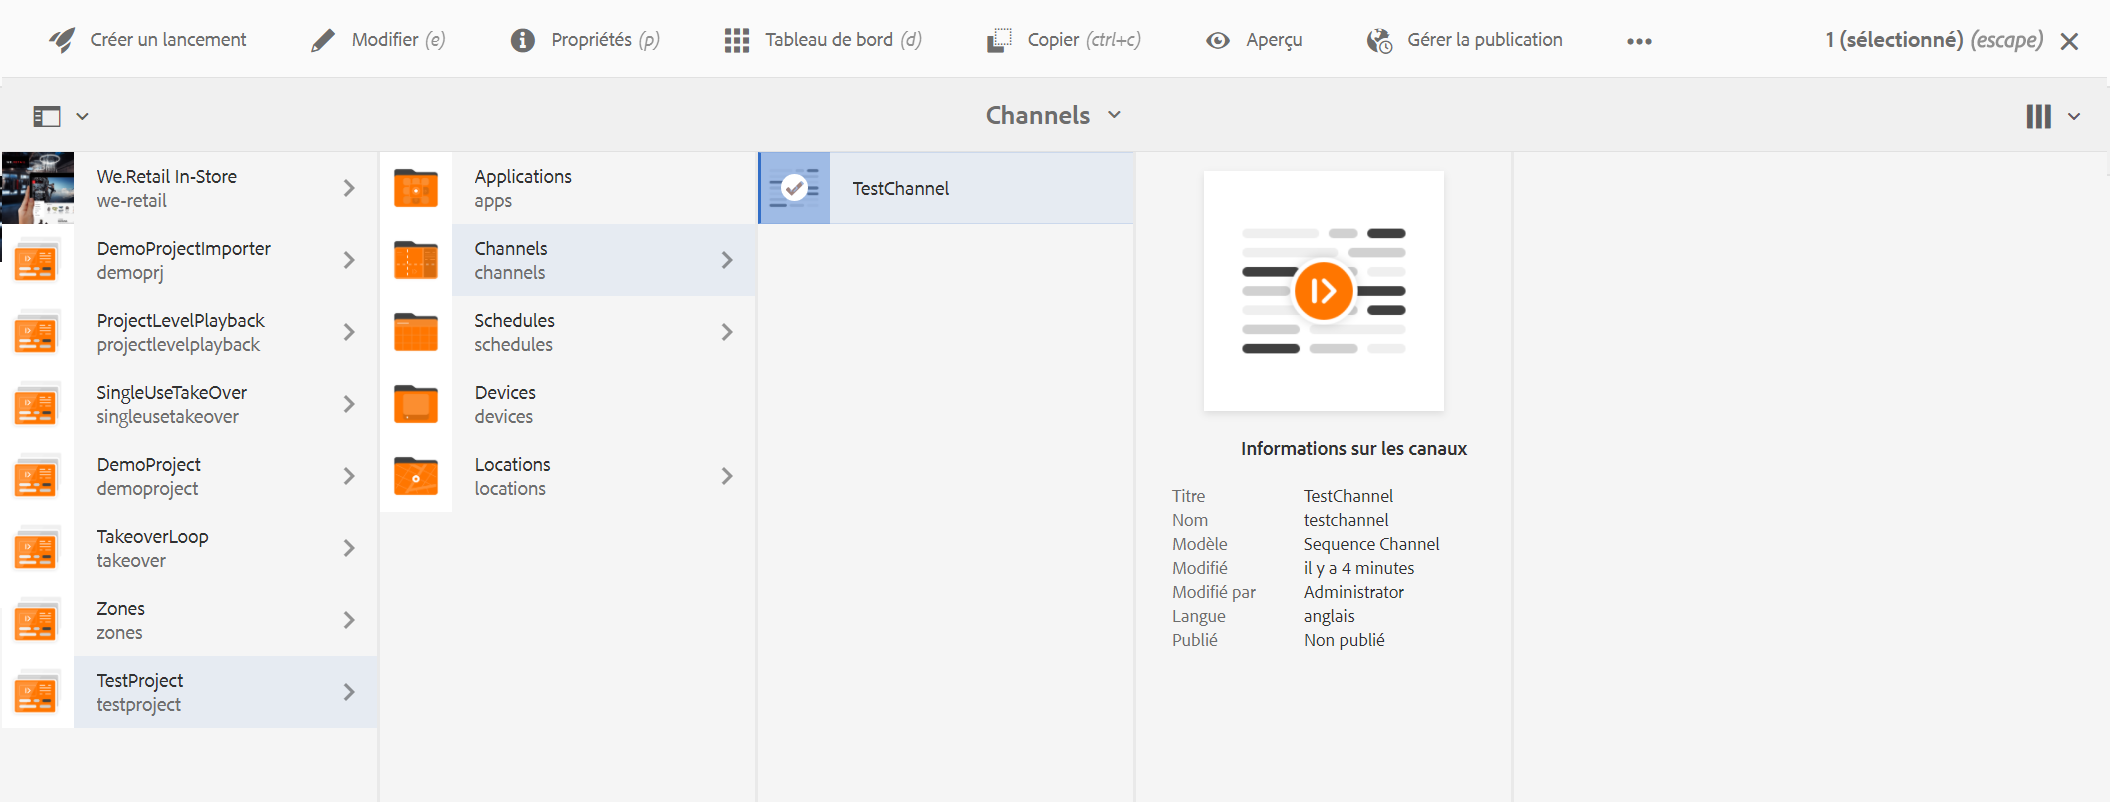 Créer un lancement
Modifier (e)
Propriétés (p)
Tableau de bord (d)
Copier (ctrl+c)
Aperçu
Gérer la publication
1 (sélectionné) (escape)
Channels
We.Retail In-Store
we-retail
DemoProjectImporter
demoprj
ProjectLevelPlayback
projectlevelplayback
SingleUseTakeOver
singleusetakeover
DemoProject
demoproject
TakeoverLoop
takeover
Zones
zones
TestProject
testproject
Applications
apps
Channels
channels
Schedules
schedules
Devices
devices
Locations
locations
TestChannel
Informations sur les canaux
Titre TestChannel
Nom testchannel
Modèle Sequence Channel
Modifié il y a 4 minutes
Modifié par Administrator
Langue anglais
Publié Non publié